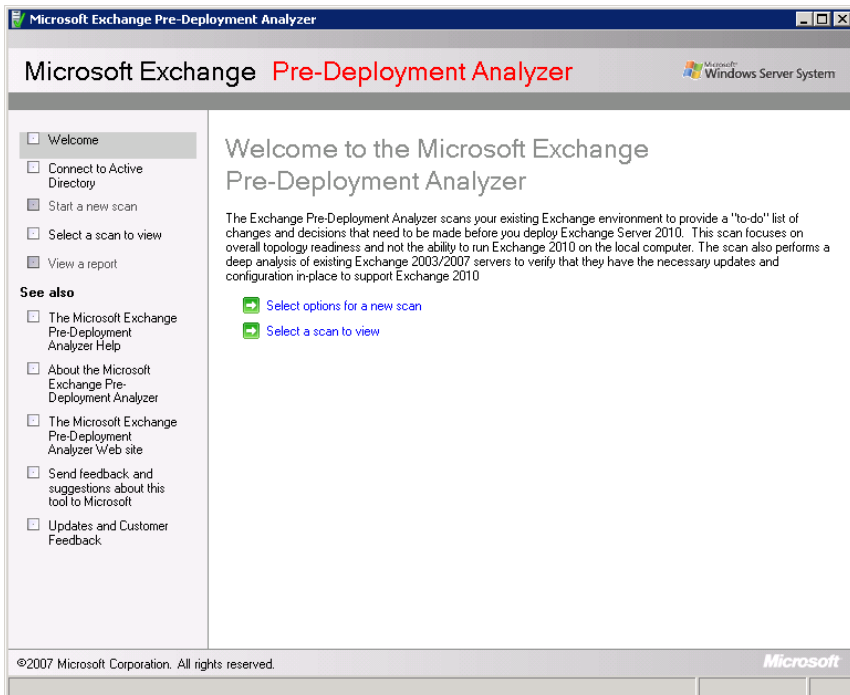 Microsoft Exchange Pre-Deployment Analyzer
Microsoft Exchange Pre-Deployment Analyzer
Microsoft
Windows Server System
Welcome
Connect to Active
Directory
Start a new scan
Select a scan to view
View a report
See also
The Microsoft Exchange
Pre-Deployment
Analyzer Help
About the Microsoft
Exchange Pre-
Deployment Analyzer
The Microsoft Exchange
Pre-Deployment
Analyzer Web site
Send feedback and
suggestions about this
tool to Microsoft
Updates and Customer
Feedback
Welcome to the Microsoft Exchange
Pre-Deployment Analyzer
The Exchange Pre-Deployment Analyzer scans your existing Exchange environment to provide a "to-do" list of
changes and decisions that need to be made before you deploy Exchange Server 2010.  This scan focuses on
overall topology readiness and not the ability to run Exchange 2010 on the local computer. The scan also performs a
deep analysis of existing Exchange 2003/2007 servers to verify that they have the necessary updates and
configuration in-place to support Exchange 2010
Select options for a new scan
Select a scan to view
©2007 Microsoft Corporation. All rights reserved.
Microsoft